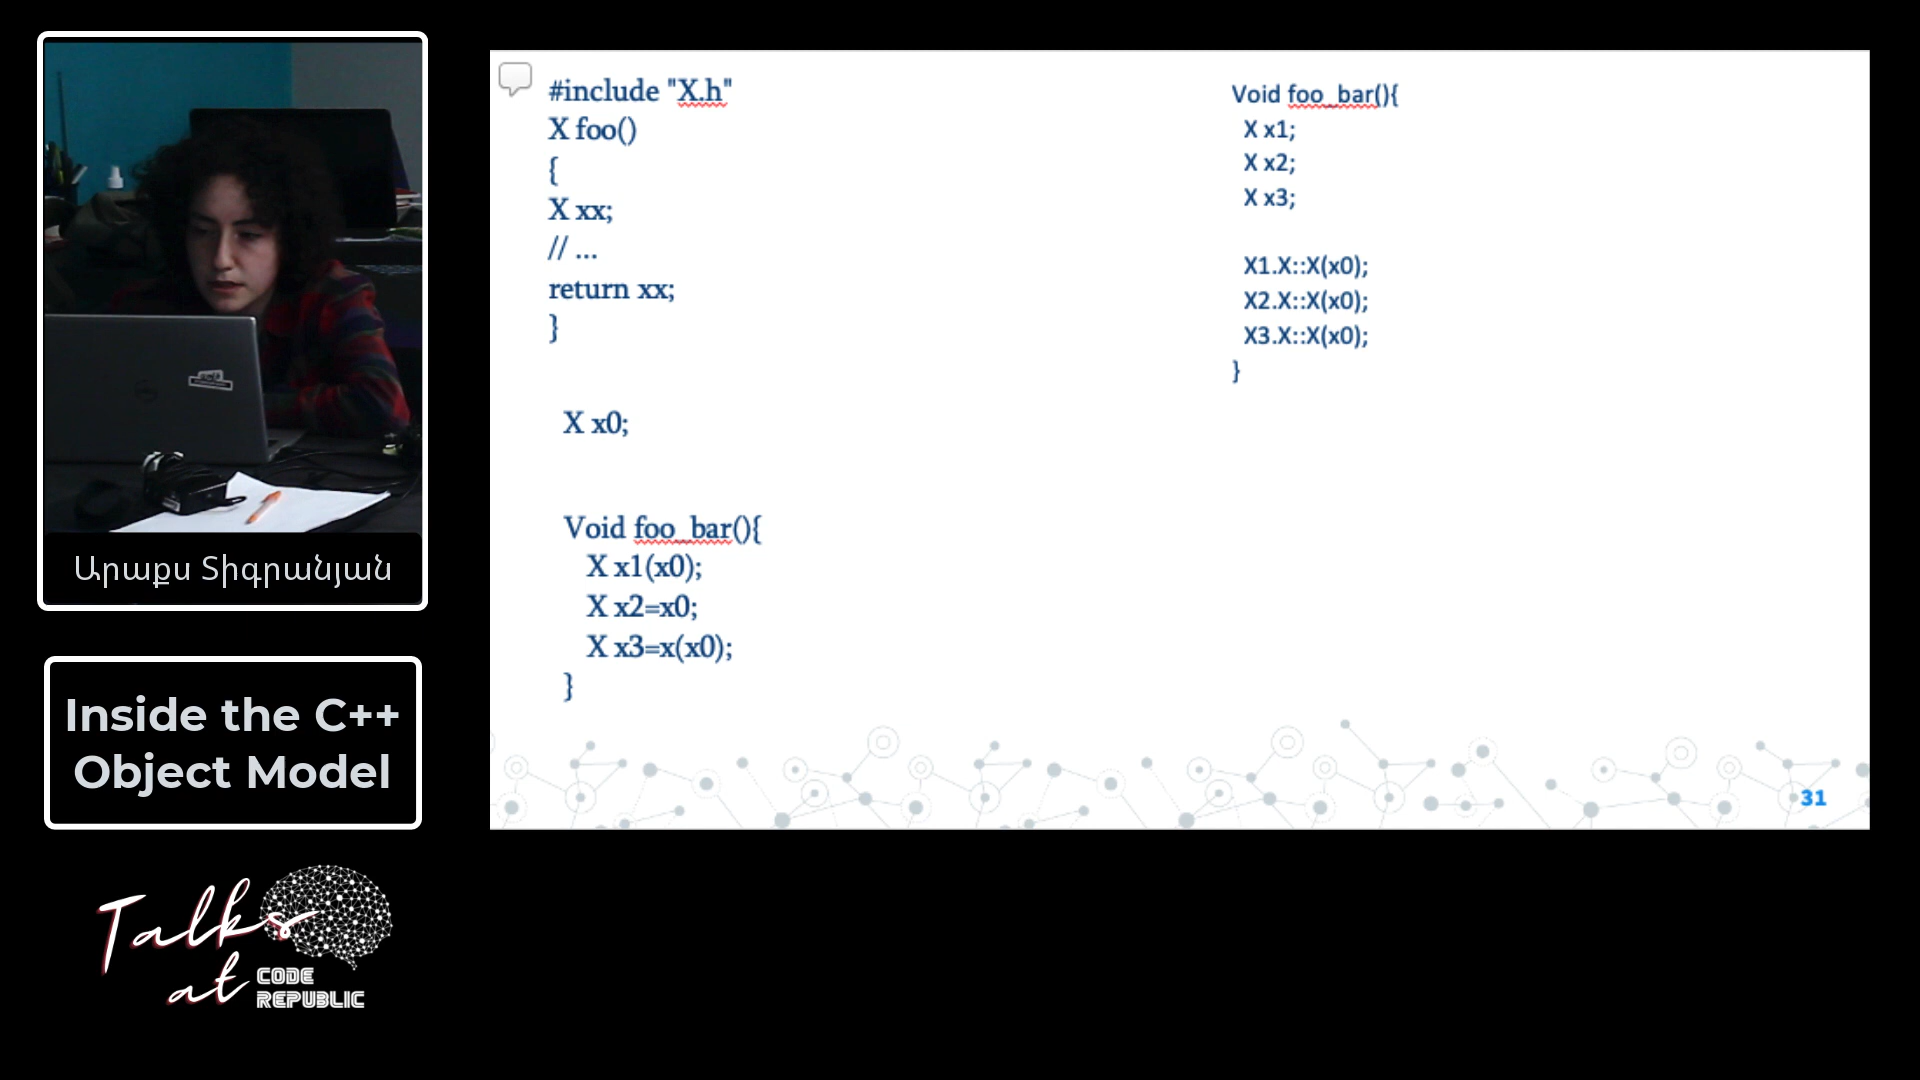 #include "X.h"
X foo()
{
X xx;
// ...
return xx;
}
X x0;
Void foo_bar(){
X x1(x0);
X x2=x0;
X x3=x(x0);
}
Void foo_bar(){
X x1;
X x2;
X x3;
X1.X::X(x0);
X2.X::X(x0);
X3.X::X(x0);
}
31
Արաքս Տիգրանյան
Inside the C++
Object Model
Talks
at CODE
REPUBLIC